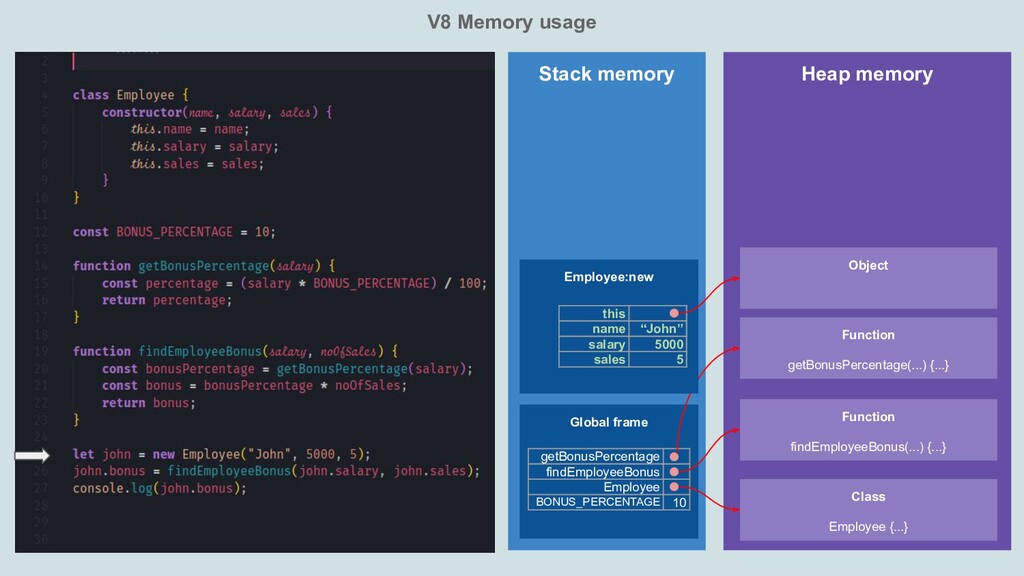 V8 Memory usage
2
3
4 class Employee {
5 constructor(name, salary, sales) {
6 this.name = name;
7 this.salary = salary;
8 this.sales = sales;
9 }
10 }
11
12 const BONUS_PERCENTAGE = 10;
13
14 function getBonusPercentage(salary) {
15 const percentage = (salary * BONUS_PERCENTAGE) / 100;
16 return percentage;
17 }
18
19 function findEmployeeBonus(salary, noOfSales) {
20 const bonusPercentage = getBonusPercentage(salary);
21 const bonus = bonusPercentage * noOfSales;
22 return bonus;
23 }
24
let john = new Employee("John", 5000, 5);
26 john.bonus = findEmployeeBonus(john.salary, john.sales);
27 console.log(john.bonus);
28
29
30
Stack memory
Employee:new
this
name “John”
salary 5000
sales 5
Global frame
getBonusPercentage
findEmployeeBonus
Employee
BONUS_PERCENTAGE 10
Heap memory
Object
Function
getBonusPercentage(...) {...}
Function
findEmployeeBonus(...) {...}
Class
Employee {...}